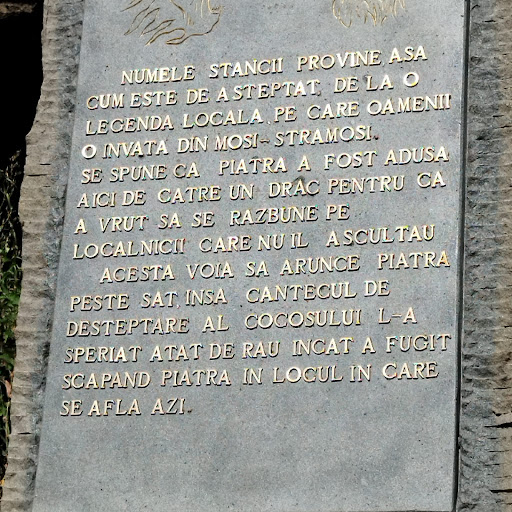 NUMELE STANCII PROVINE ASA
CUM ESTE DE ASTEPTAT, DE LA O
LEGENDA LOCALA, PE CARE OAMENII
O INVATA DIN MOSI-STRAMOSI.
SE SPUNE CA PIATRA A FOST ADUSA
AICI DE CATRE UN DRAC PENTRU CA
A VRUT SA SE RAZBUNE PE
LOCALNICII CARE NU IL ASCULTAU
ACESTA VOIA SA ARUNCE PIATRA
PESTE SAT, INSA CANTECUL DE
DESTEPTARE AL COCOSULUI L-A
SPERIAT ATAT DE RAU INCAT A FUGIT
SCAPAND PIATRA IN LOCUL IN CARE
SE AFLA AZI.